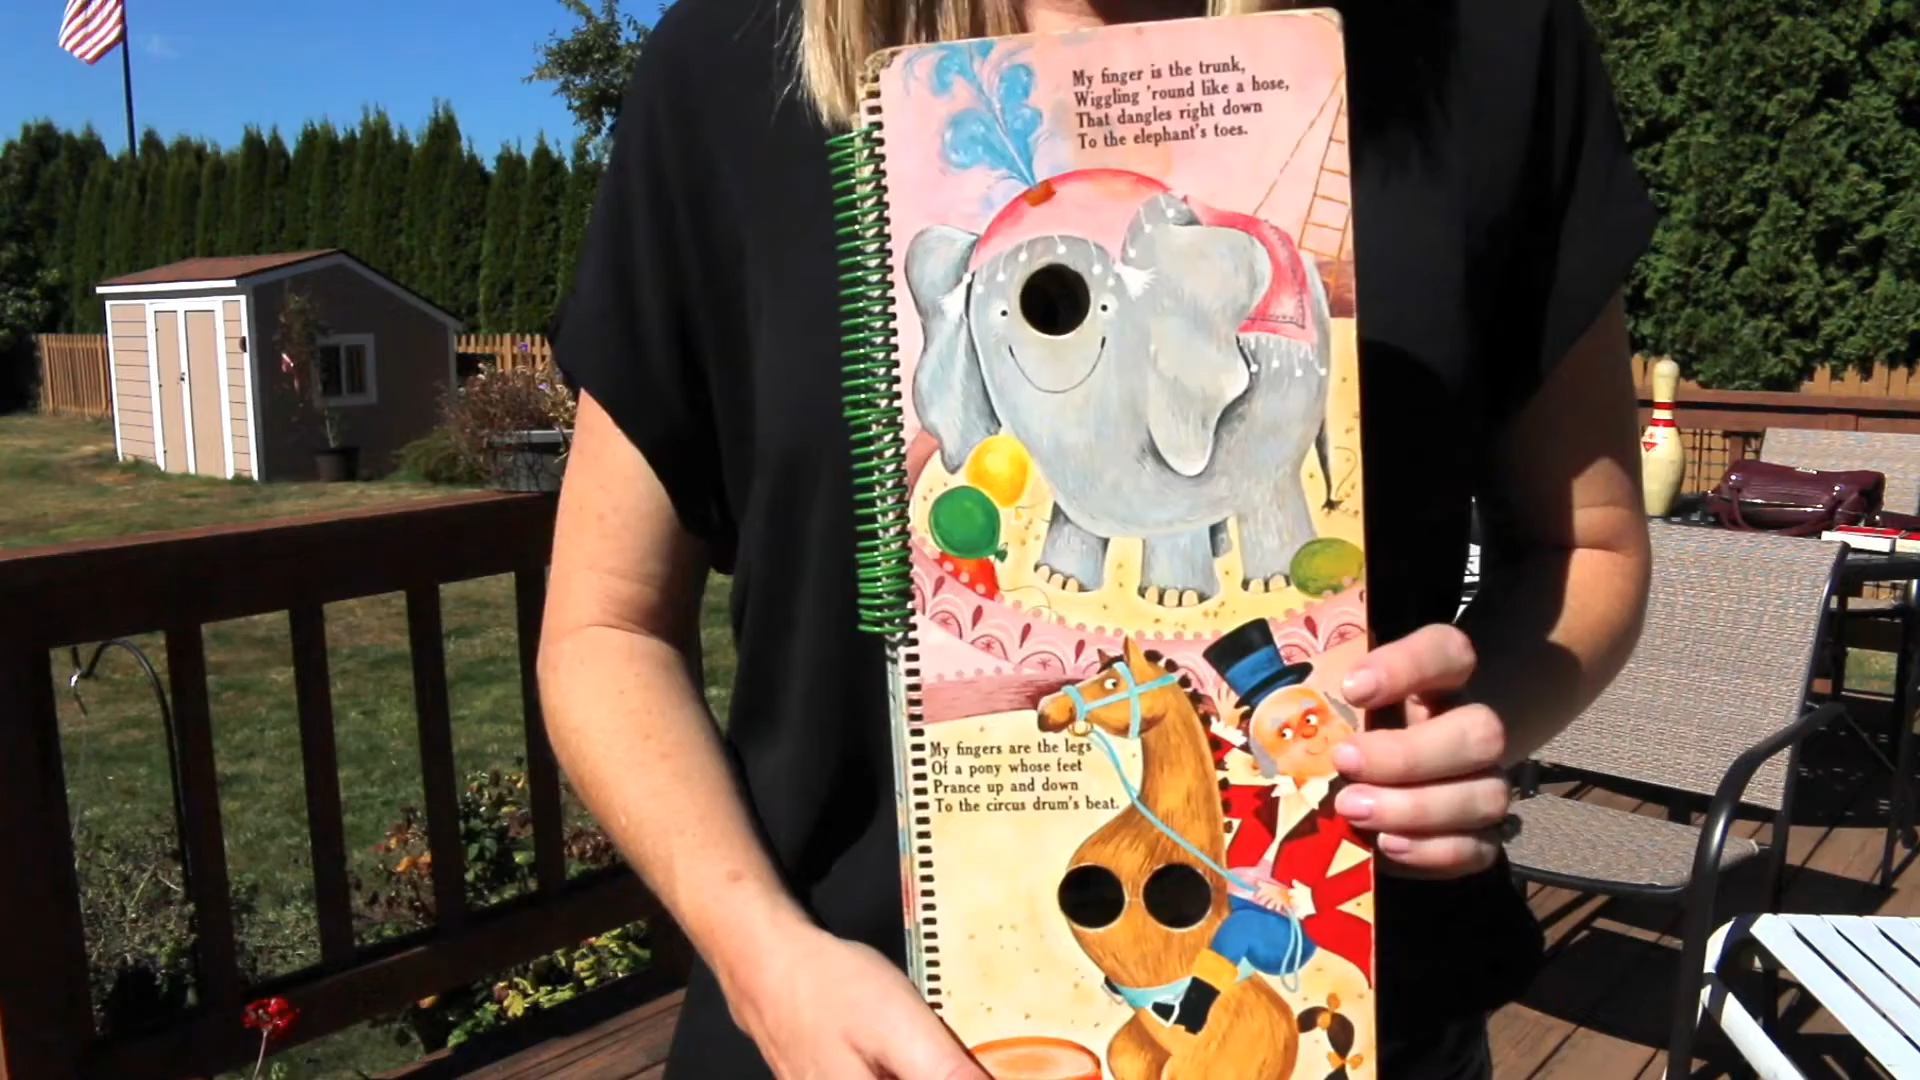 My finger is the trunk,
Wiggling 'round like a hose,
That dangles right down
To the elephant's toes.
My fingers are the legs
Of a pony whose feet
Prance up and down
To the circus drum's beat.